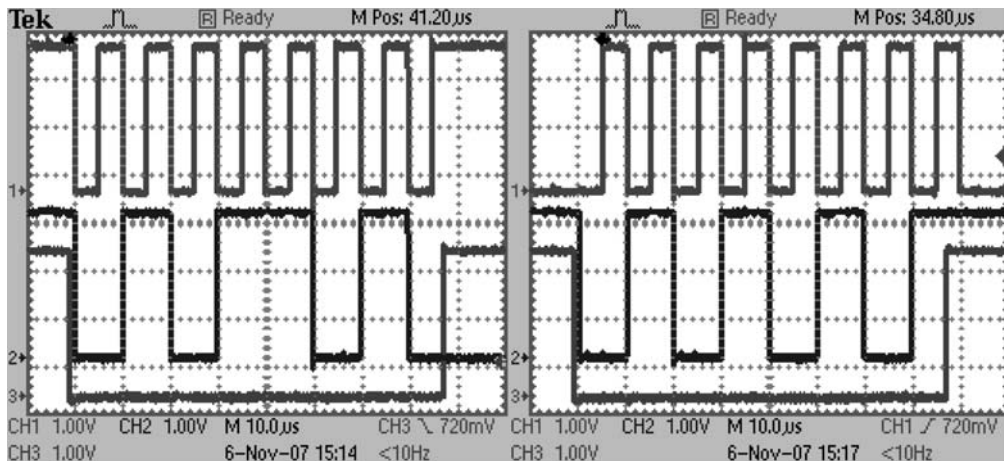 Tek R Ready M Pos: 41.20µs R Ready M Pos: 34.80µs
1 1
2 2
3 3
CH1 1.00V CH2 1.00V M 10.0µs CH3 \ 720mV CH1 1.00V CH2 1.00V M 10.0µs CH1 / 720mV
CH3 1.00V 6-Nov-07 15:14 <10Hz CH3 1.00V 6-Nov-07 15:17 <10Hz